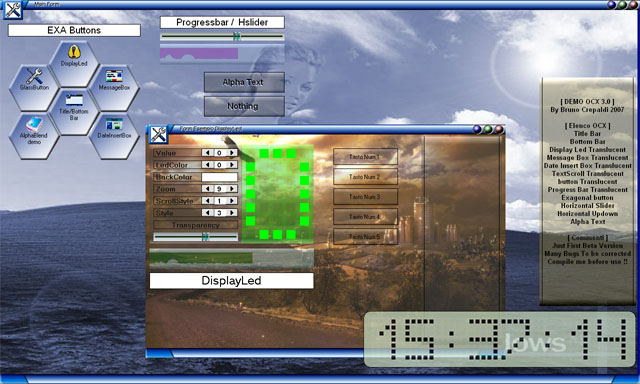 Main Form
EXA Buttons
DisplayLed
GlassButton
MessageBox
Title/Bottom
Bar
AlphaBlend
demo
DateInsertBox
Progressbar / Hslider
Alpha Text
Nothing
Form Esempio DisplayLed
Value 0
LedColor 0
BackColor
Zoom 9
ScrollStyle 1
Style 3
Transparency
DisplayLed
Tasto Num 1
Tasto Num 2
Tasto Num 3
Tasto Num 4
Tasto Num 5
[ DEMO OCX 3.0 ]
By Bruno Crepaldi 2007
[ Elenco OCX ]
Title Bar
Bottom Bar
Display Led Translucent
Message Box Translucent
Date Insert Box Translucent
TextScroll Translucent
button Translucent
Progress Bar Translucent
Exagonal button
Horizontal Slider
Horizontal Updown
Alpha Text
[ Comment! ]
Just First Beta Version
Many Bugs To be corrected
Compile me before use !!
15:37:14
lows